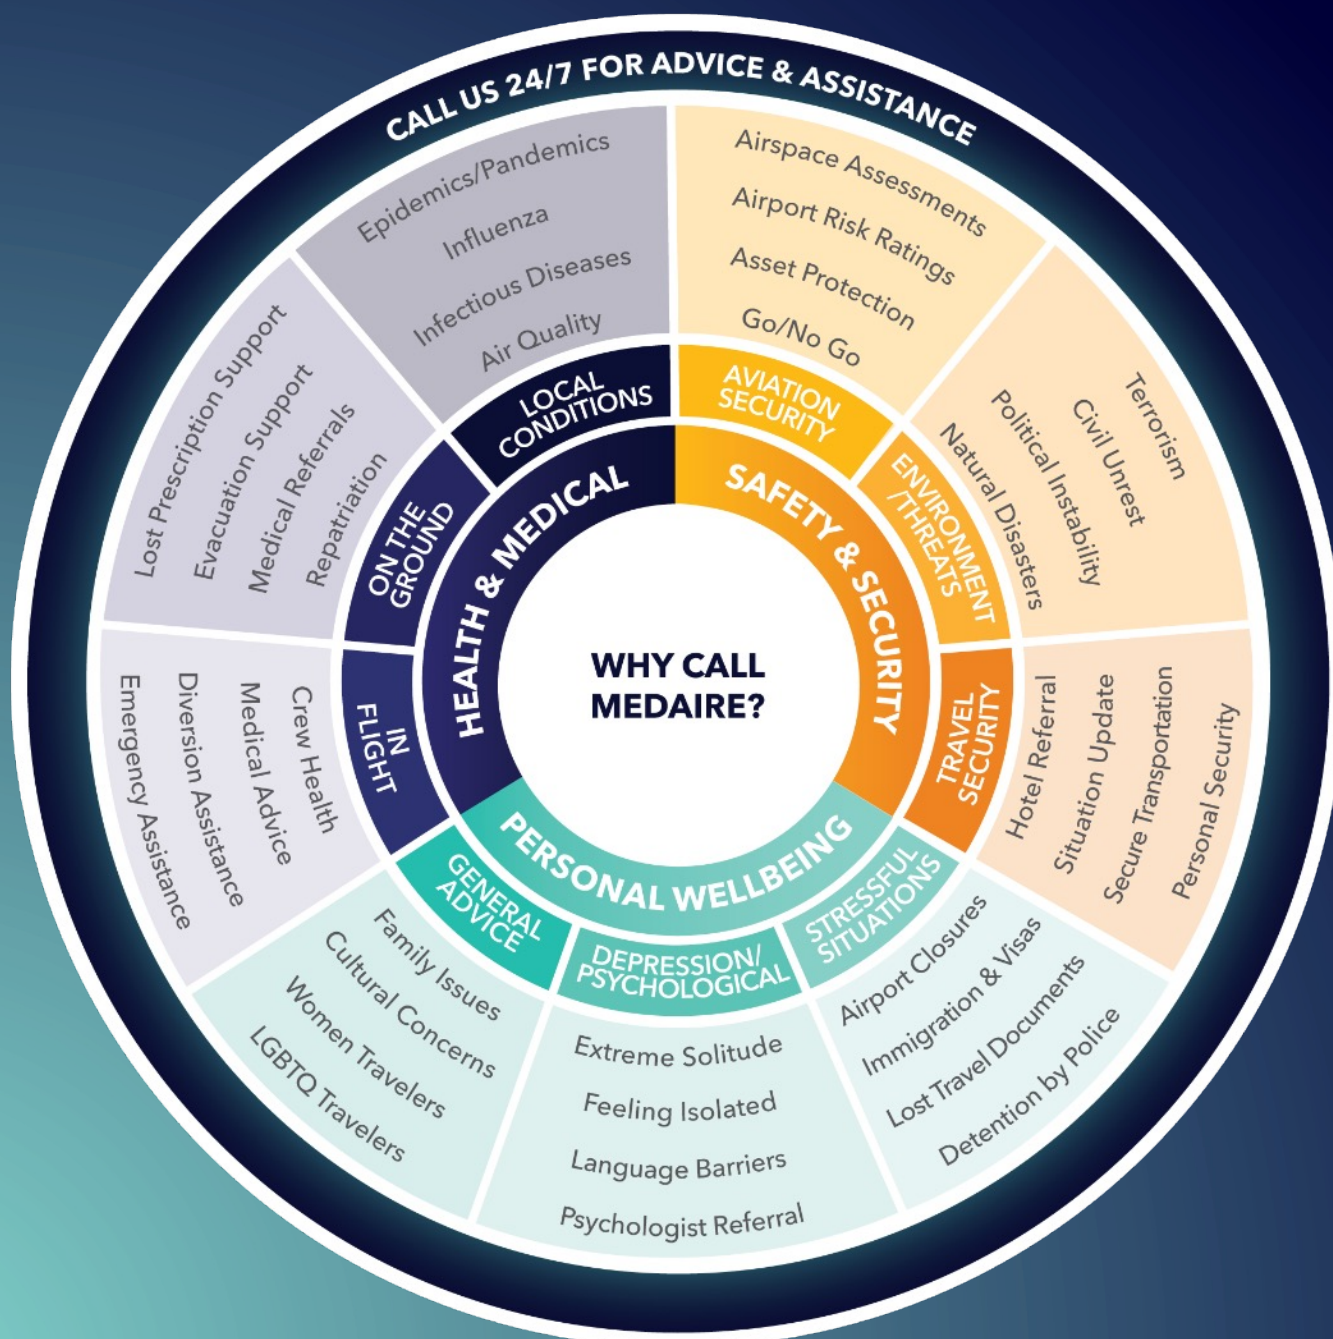 CALL US 24/7 FOR ADVICE & ASSISTANCE
WHY CALL
MEDAIRE?
SAFETY & SECURITY
AVIATION
SECURITY
Airspace Assessments
Airport Risk Ratings
Asset Protection
Go/No Go
ENVIRONMENT
/THREATS
Terrorism
Civil Unrest
Political Instability
Natural Disasters
TRAVEL
SECURITY
Hotel Referral
Situation Update
Secure Transportation
Personal Security
PERSONAL WELLBEING
STRESSFUL
SITUATIONS
Airport Closures
Immigration & Visas
Lost Travel Documents
Detention by Police
DEPRESSION/
PSYCHOLOGICAL
Extreme Solitude
Feeling Isolated
Language Barriers
Psychologist Referral
GENERAL
ADVICE
Family Issues
Cultural Concerns
Women Travelers
LGBTQ Travelers
HEALTH & MEDICAL
IN
FLIGHT
Crew Health
Medical Advice
Diversion Assistance
Emergency Assistance
ON THE
GROUND
Lost Prescription Support
Evacuation Support
Medical Referrals
Repatriation
LOCAL
CONDITIONS
Epidemics/Pandemics
Influenza
Infectious Diseases
Air Quality